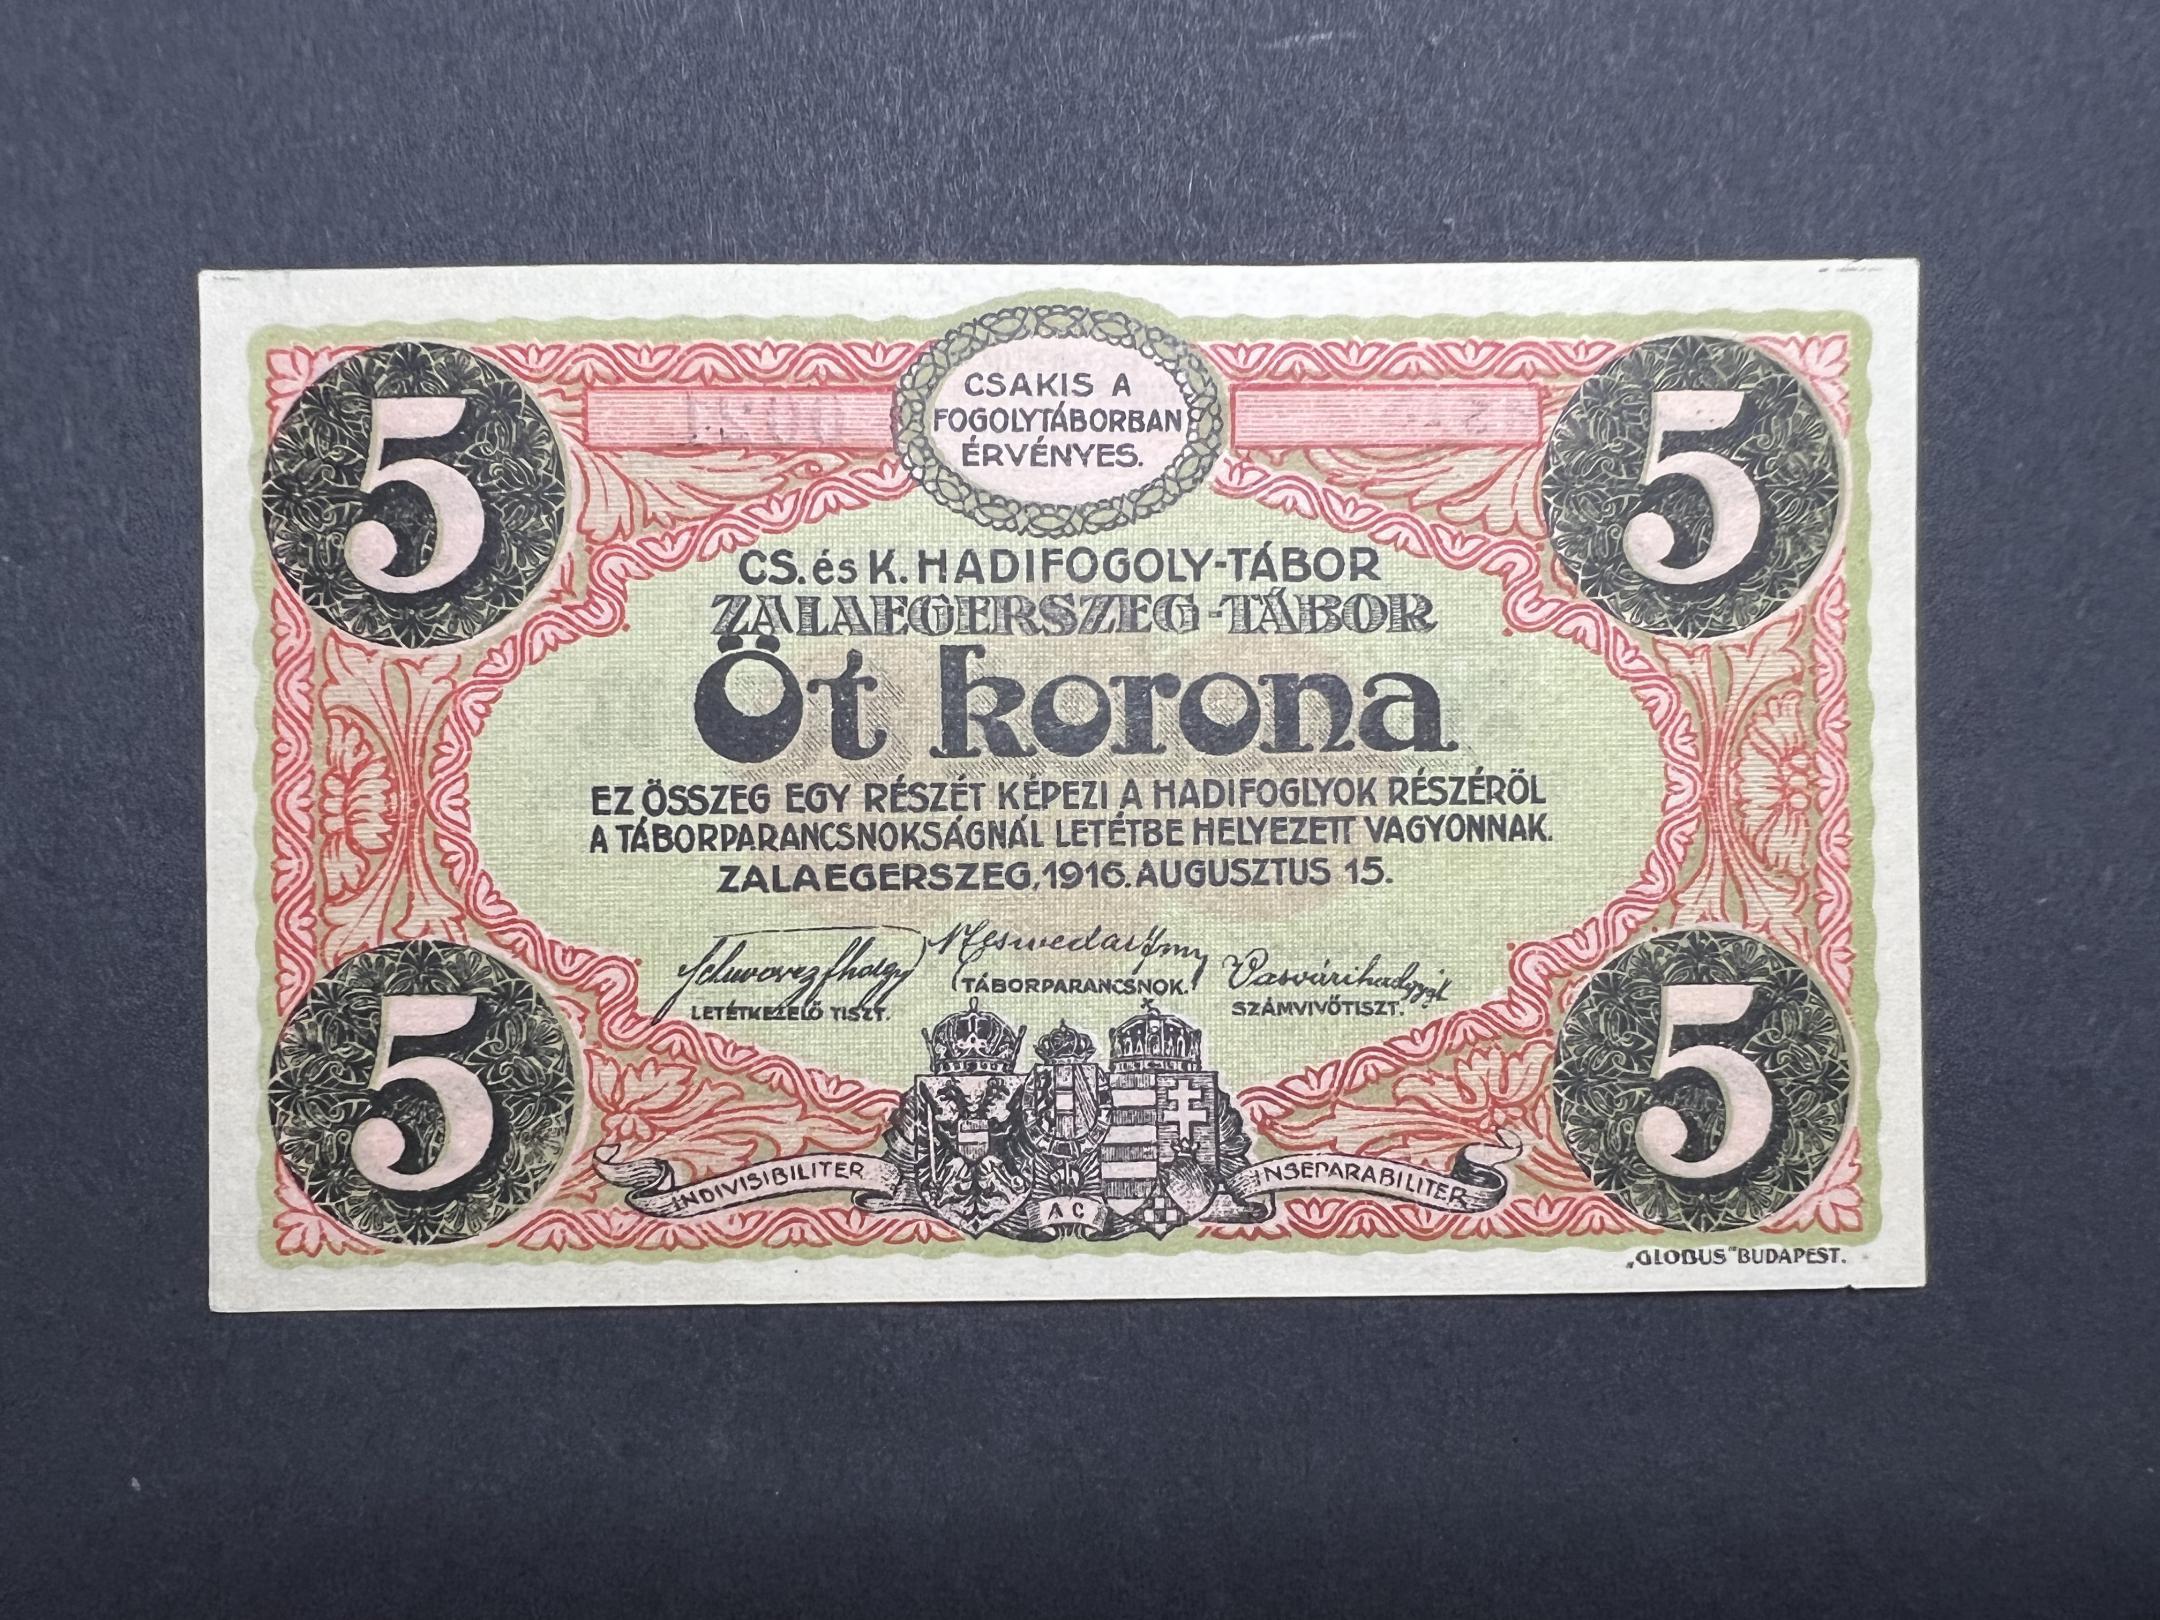 5
5
CSAKIS A
FOGOLYTÁBORBAN
ÉRVÉNYES.
CS. és K. HADIFOGOLY-TÁBOR
ZALAEGERSZEG-TÁBOR
Öt korona
EZ ÖSSZEG EGY RÉSZÉT KÉPEZI A HADIFOGLYOK RÉSZÉRŐL
A TÁBORPARANCSNOKSÁGNÁL LETÉTBE HELYEZETT VAGYONNAK.
ZALAEGERSZEG, 1916. AUGUSZTUS 15.
TÁBORPARANCSNOK.
LETÉTKEZELŐ TISZT.
SZÁMVIVŐTISZT.
5
5
INDIVISIBILITER
INSEPARABILITER
A C
„GLOBUS" BUDAPEST.